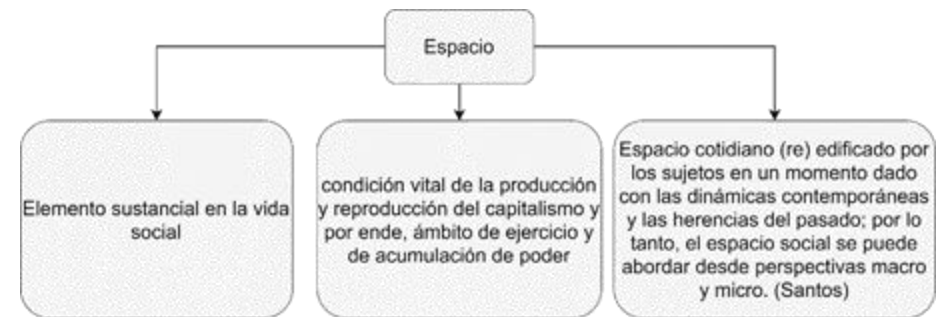 Espacio
Elemento sustancial en la vida
social
condición vital de la producción
y reproducción del capitalismo y
por ende, ámbito de ejercicio y
de acumulación de poder
Espacio cotidiano (re) edificado por
los sujetos en un momento dado
con las dinámicas contemporáneas
y las herencias del pasado; por lo
tanto, el espacio social se puede
abordar desde perspectivas macro
y micro. (Santos)